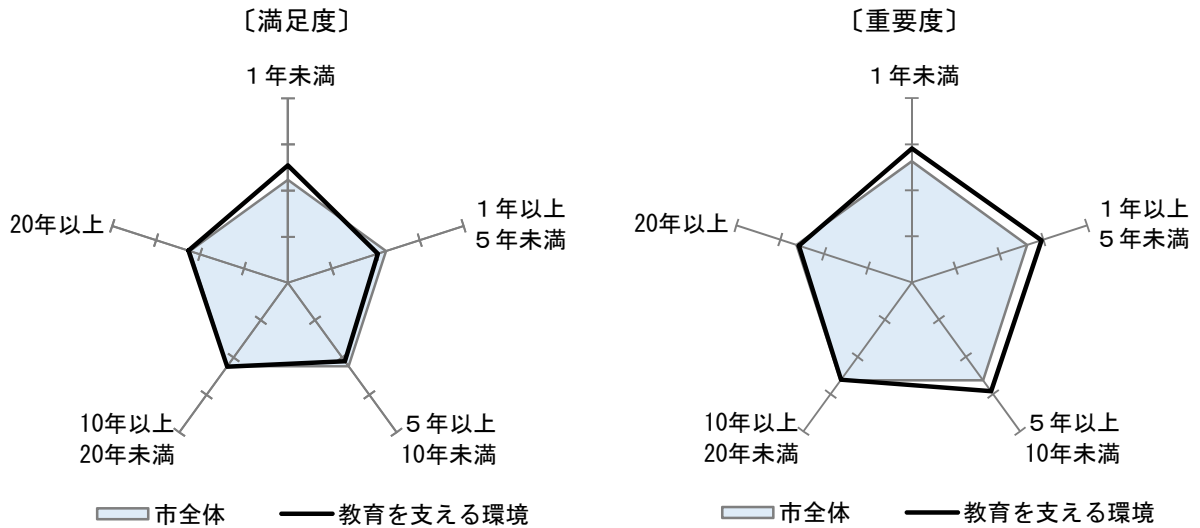 〔満足度〕
１年未満
１年以上
５年未満
５年以上
10年未満
10年以上
20年未満
20年以上
市全体
教育を支える環境
〔重要度〕
１年未満
１年以上
５年未満
５年以上
10年未満
10年以上
20年未満
20年以上
市全体
教育を支える環境